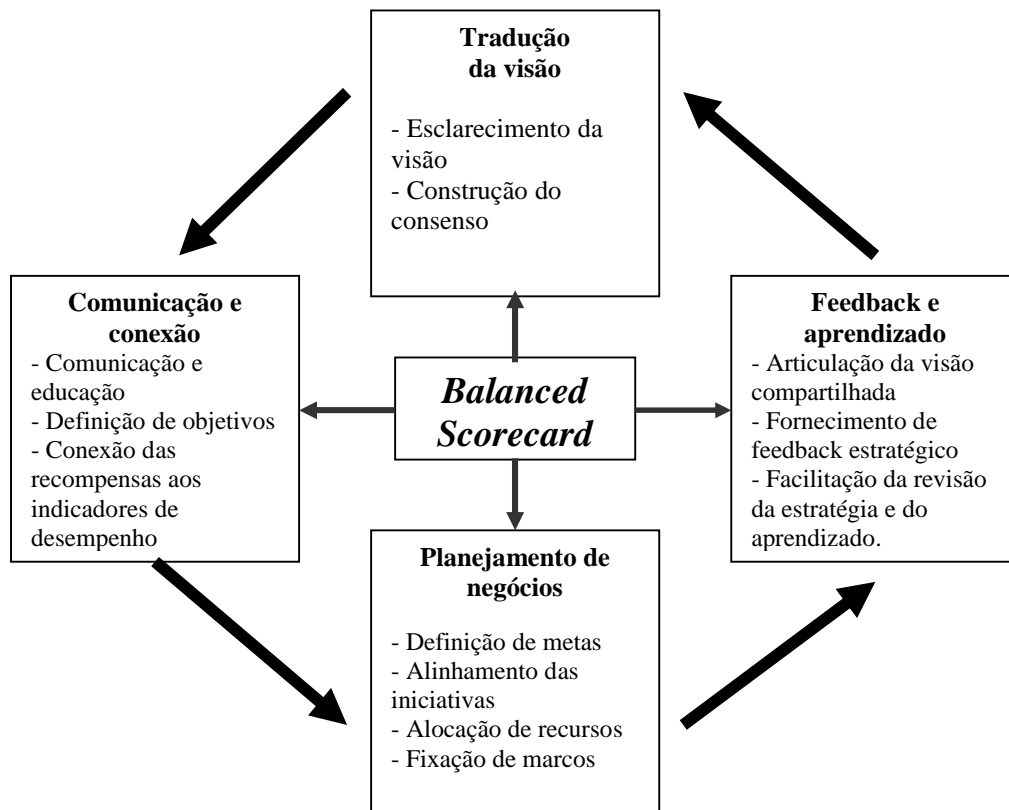 Tradução
da visão
- Esclarecimento da
visão
- Construção do
consenso
Comunicação e
conexão
- Comunicação e
educação
- Definição de objetivos
- Conexão das
recompensas aos
indicadores de
desempenho
Balanced
Scorecard
Feedback e
aprendizado
- Articulação da visão
compartilhada
- Fornecimento de
feedback estratégico
- Facilitação da revisão
da estratégia e do
aprendizado.
Planejamento de
negócios
- Definição de metas
- Alinhamento das
iniciativas
- Alocação de recursos
- Fixação de marcos